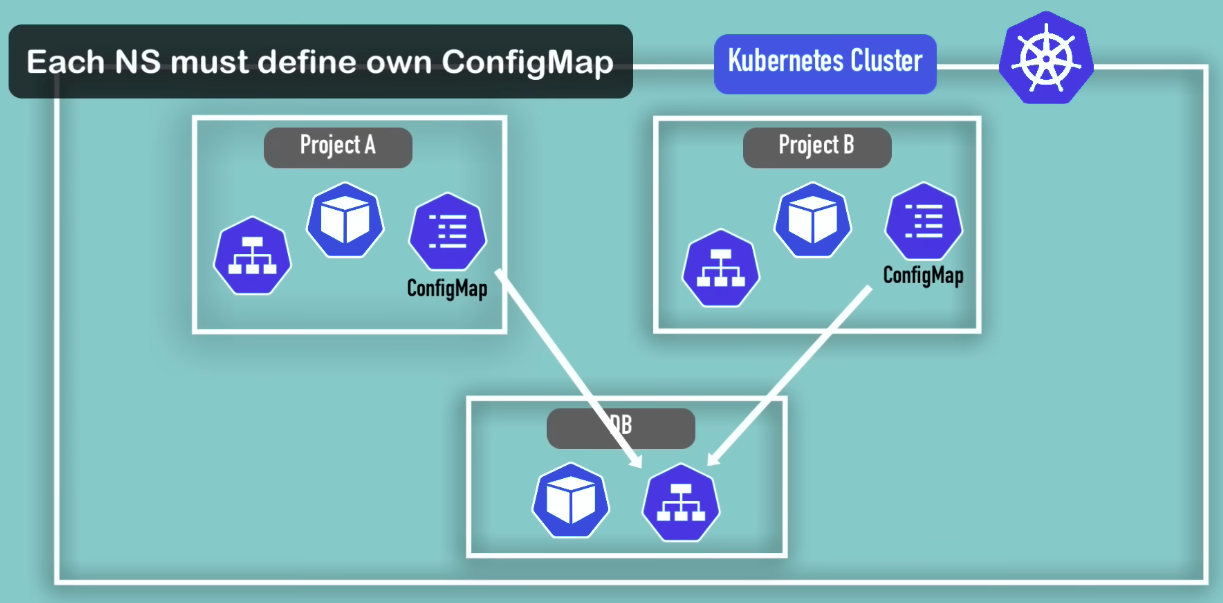 Each NS must define own ConfigMap
Kubernetes Cluster
Project A
Project B
ConfigMap
ConfigMap
DB